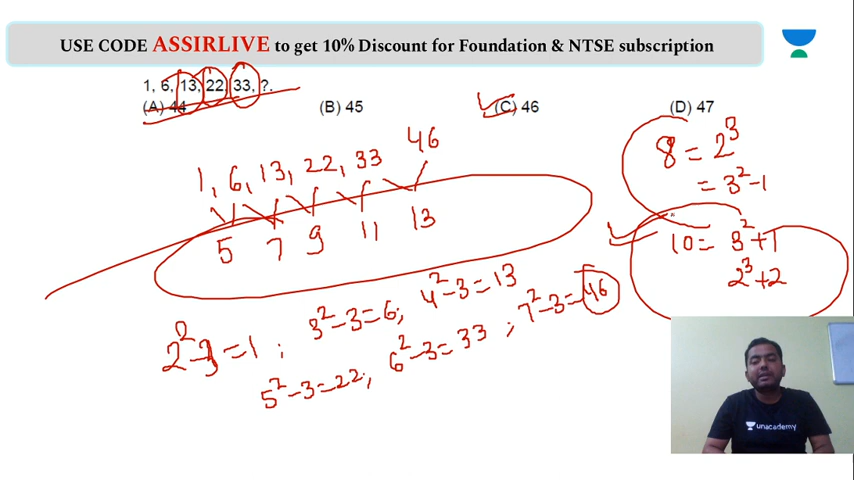 USE CODE ASSIRLIVE to get 10% Discount for Foundation & NTSE subscription
1, 6, 13, 22, 33, ?.
(A) 44 (B) 45 (C) 46 (D) 47
1, 6, 13, 22, 33 46
5 7 9 11 13
8 = 2³
= 3²-1
10 = 3²+1
2³+2
2²-3=1 ; 3²-3=6; 4²-3=13
5²-3=22; 6²-3=33 ; 7²-3=46
unacademy